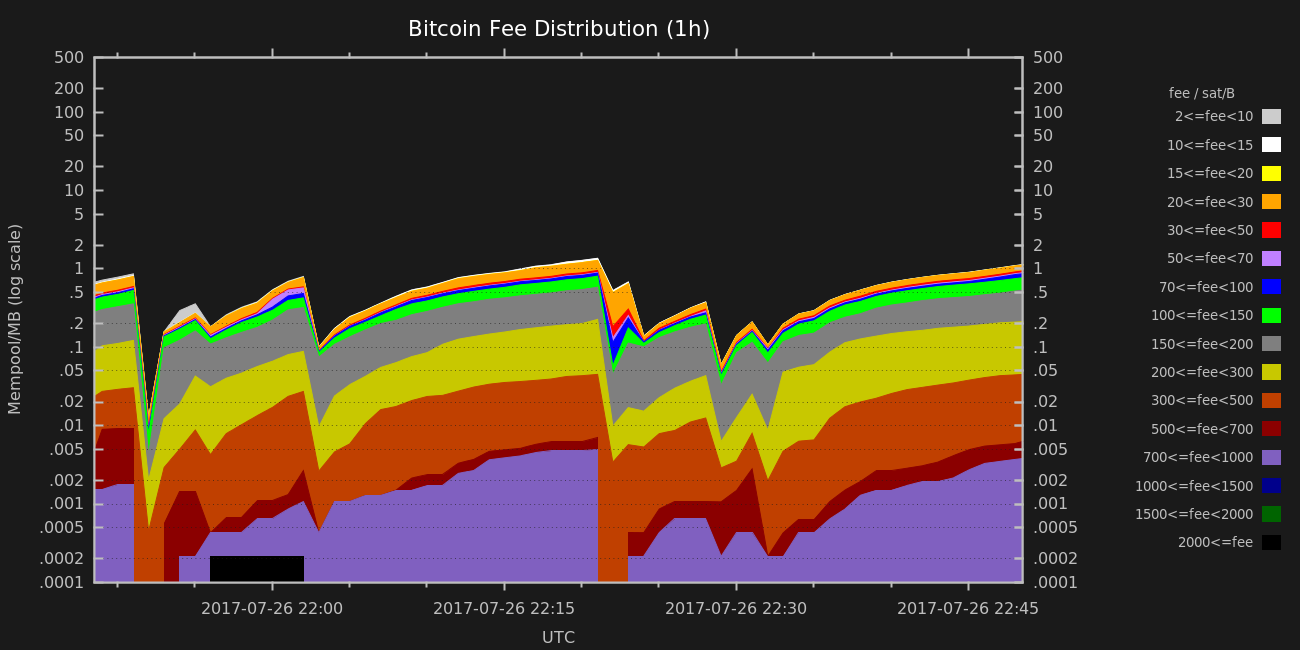 Bitcoin Fee Distribution (1h)
Mempool/MB (log scale)
500
200
100
50
20
10
5
2
1
.5
.2
.1
.05
.02
.01
.005
.002
.001
.0005
.0002
.0001
500
200
100
50
20
10
5
2
1
.5
.2
.1
.05
.02
.01
.005
.002
.001
.0005
.0002
.0001
2017-07-26 22:00
2017-07-26 22:15
2017-07-26 22:30
2017-07-26 22:45
UTC
fee / sat/B
2<=fee<10
10<=fee<15
15<=fee<20
20<=fee<30
30<=fee<50
50<=fee<70
70<=fee<100
100<=fee<150
150<=fee<200
200<=fee<300
300<=fee<500
500<=fee<700
700<=fee<1000
1000<=fee<1500
1500<=fee<2000
2000<=fee